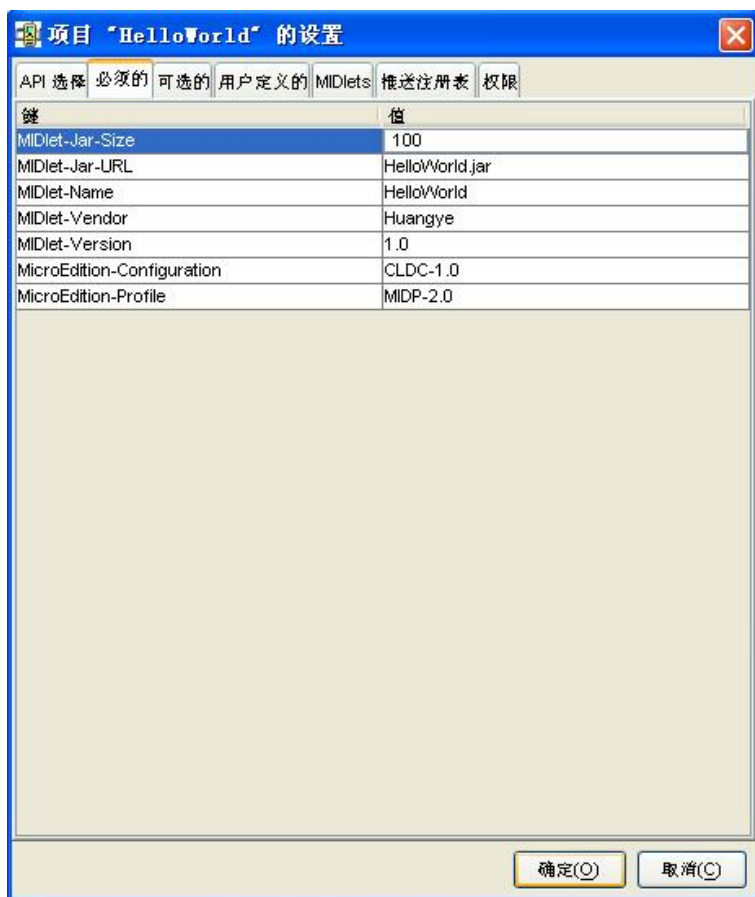 项目 "HelloWorld" 的设置
API 选择 必须的 可选的 用户定义的 MIDlets 推送注册表 权限
键 值
MIDlet-Jar-Size 100
MIDlet-Jar-URL HelloWorld.jar
MIDlet-Name HelloWorld
MIDlet-Vendor Huangye
MIDlet-Version 1.0
MicroEdition-Configuration CLDC-1.0
MicroEdition-Profile MIDP-2.0
确定(O) 取消(C)